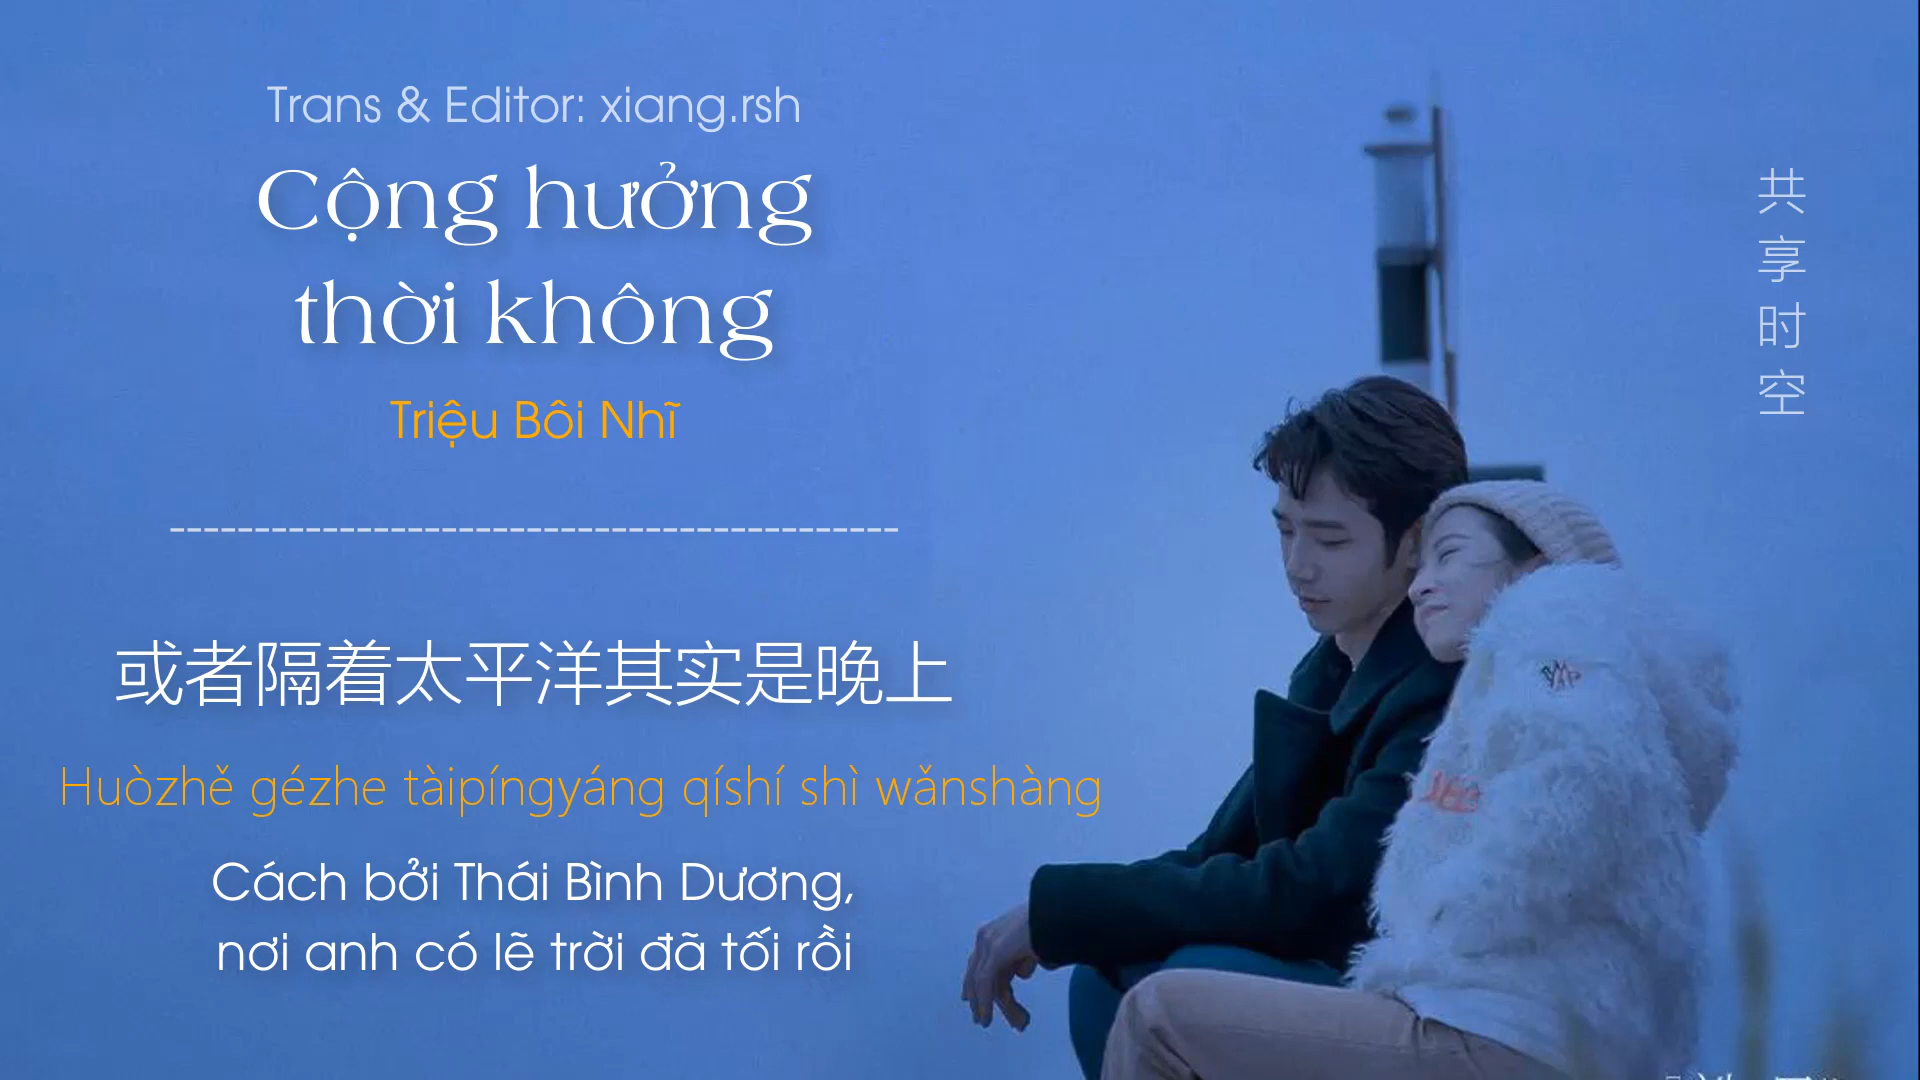 Trans & Editor: xiang.rsh
Cộng hưởng
thời không
Triệu Bôi Nhĩ
--------------------------------------------
或者隔着太平洋其实是晚上
Huòzhě gézhe tàipíngyáng qíshí shì wǎnshàng
Cách bởi Thái Bình Dương,
nơi anh có lẽ trời đã tối rồi
共享时空